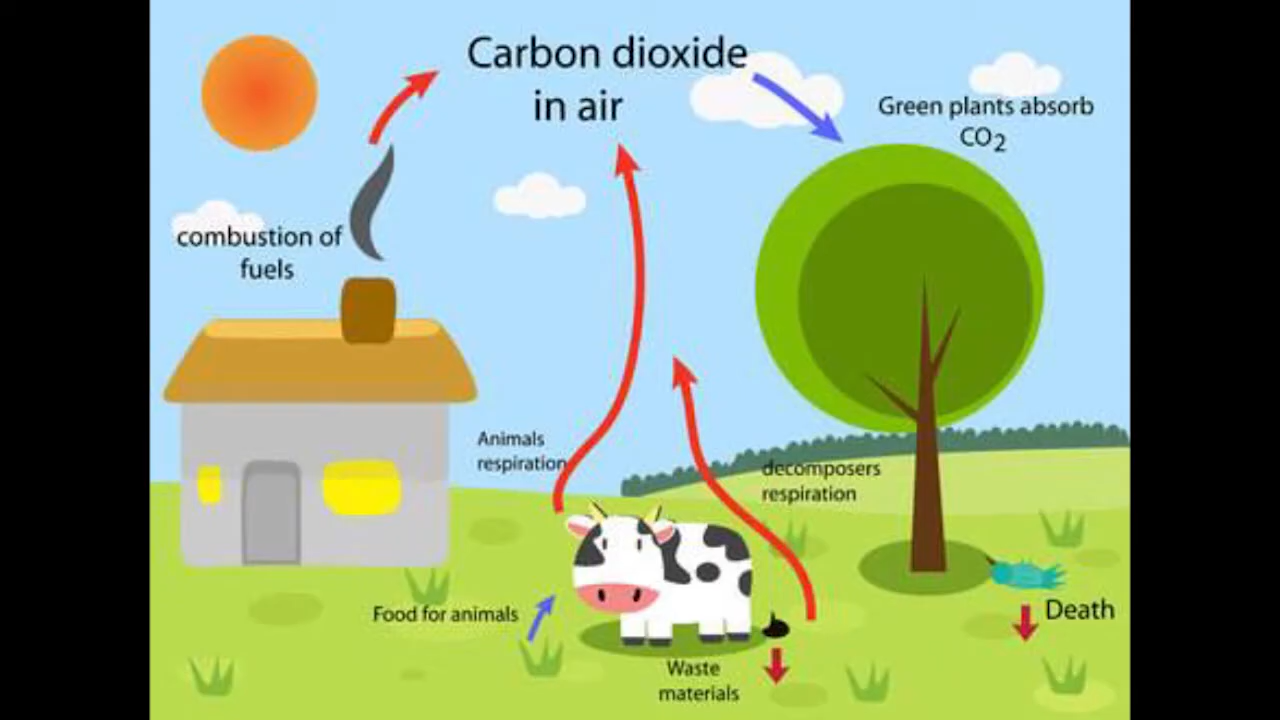 Carbon dioxide
in air
Green plants absorb
CO₂
combustion of
fuels
Animals
respiration
decomposers
respiration
Food for animals
Death
Waste
materials